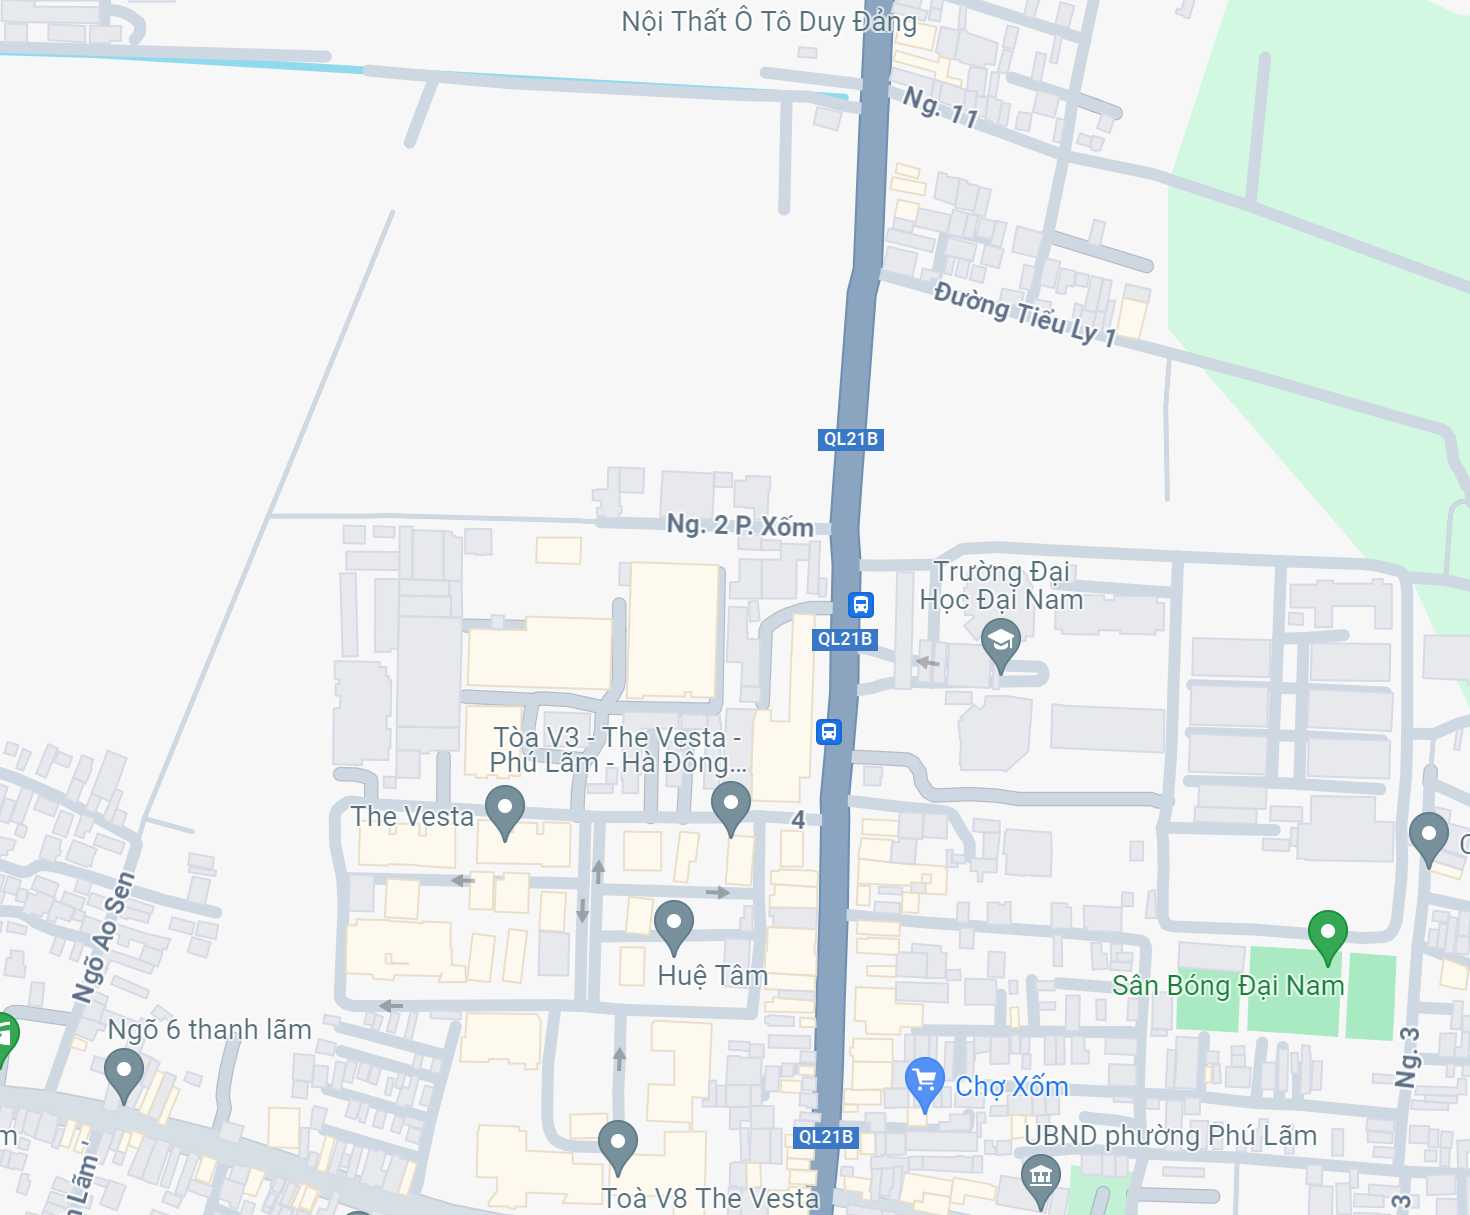 Nội Thất Ô Tô Duy Đảng
Ng. 11
Đường Tiểu Ly 1
QL21B
Ng. 2 P. Xốm
Trường Đại
Học Đại Nam
QL21B
Tòa V3 - The Vesta -
Phú Lãm - Hà Đông...
The Vesta
4
C
Ngõ Ao Sen
Huệ Tâm
Sân Bóng Đại Nam
Ngõ 6 thanh lãm
Ng. 3
Chợ Xốm
m
QL21B
UBND phường Phú Lãm
Lãm -
Toà V8 The Vesta
3